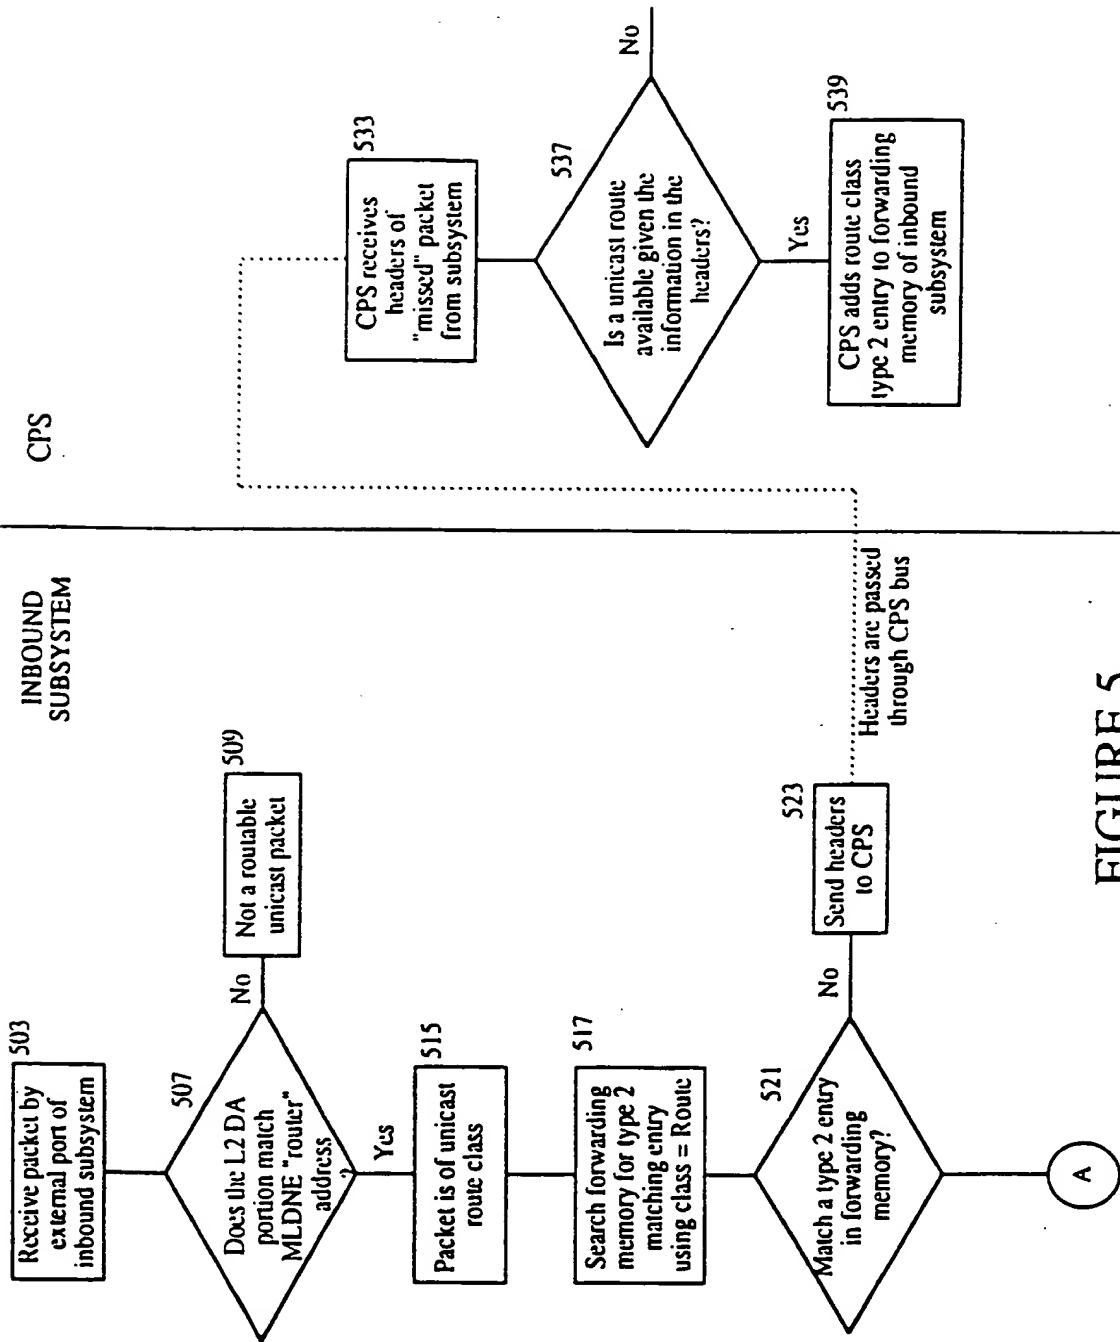 INBOUND
SUBSYSTEM
503
Receive packet by
external port of
inbound subsystem
507
Does the L2 DA
portion match
MLDNE "router"
address
?
No
509
Not a routable
unicast packet
Yes
515
Packet is of unicast
route class
517
Search forwarding
memory for type 2
matching entry
using class = Route
521
Match a type 2 entry
in forwarding
memory?
No
523
Send headers
to CPS
A
Headers are passed
through CPS bus
CPS
533
CPS receives
headers of
"missed" packet
from subsystem
537
Is a unicast route
available given the
information in the
headers?
No
Yes
539
CPS adds route class
type 2 entry to forwarding
memory of inbound
subsystem
FIGURE 5